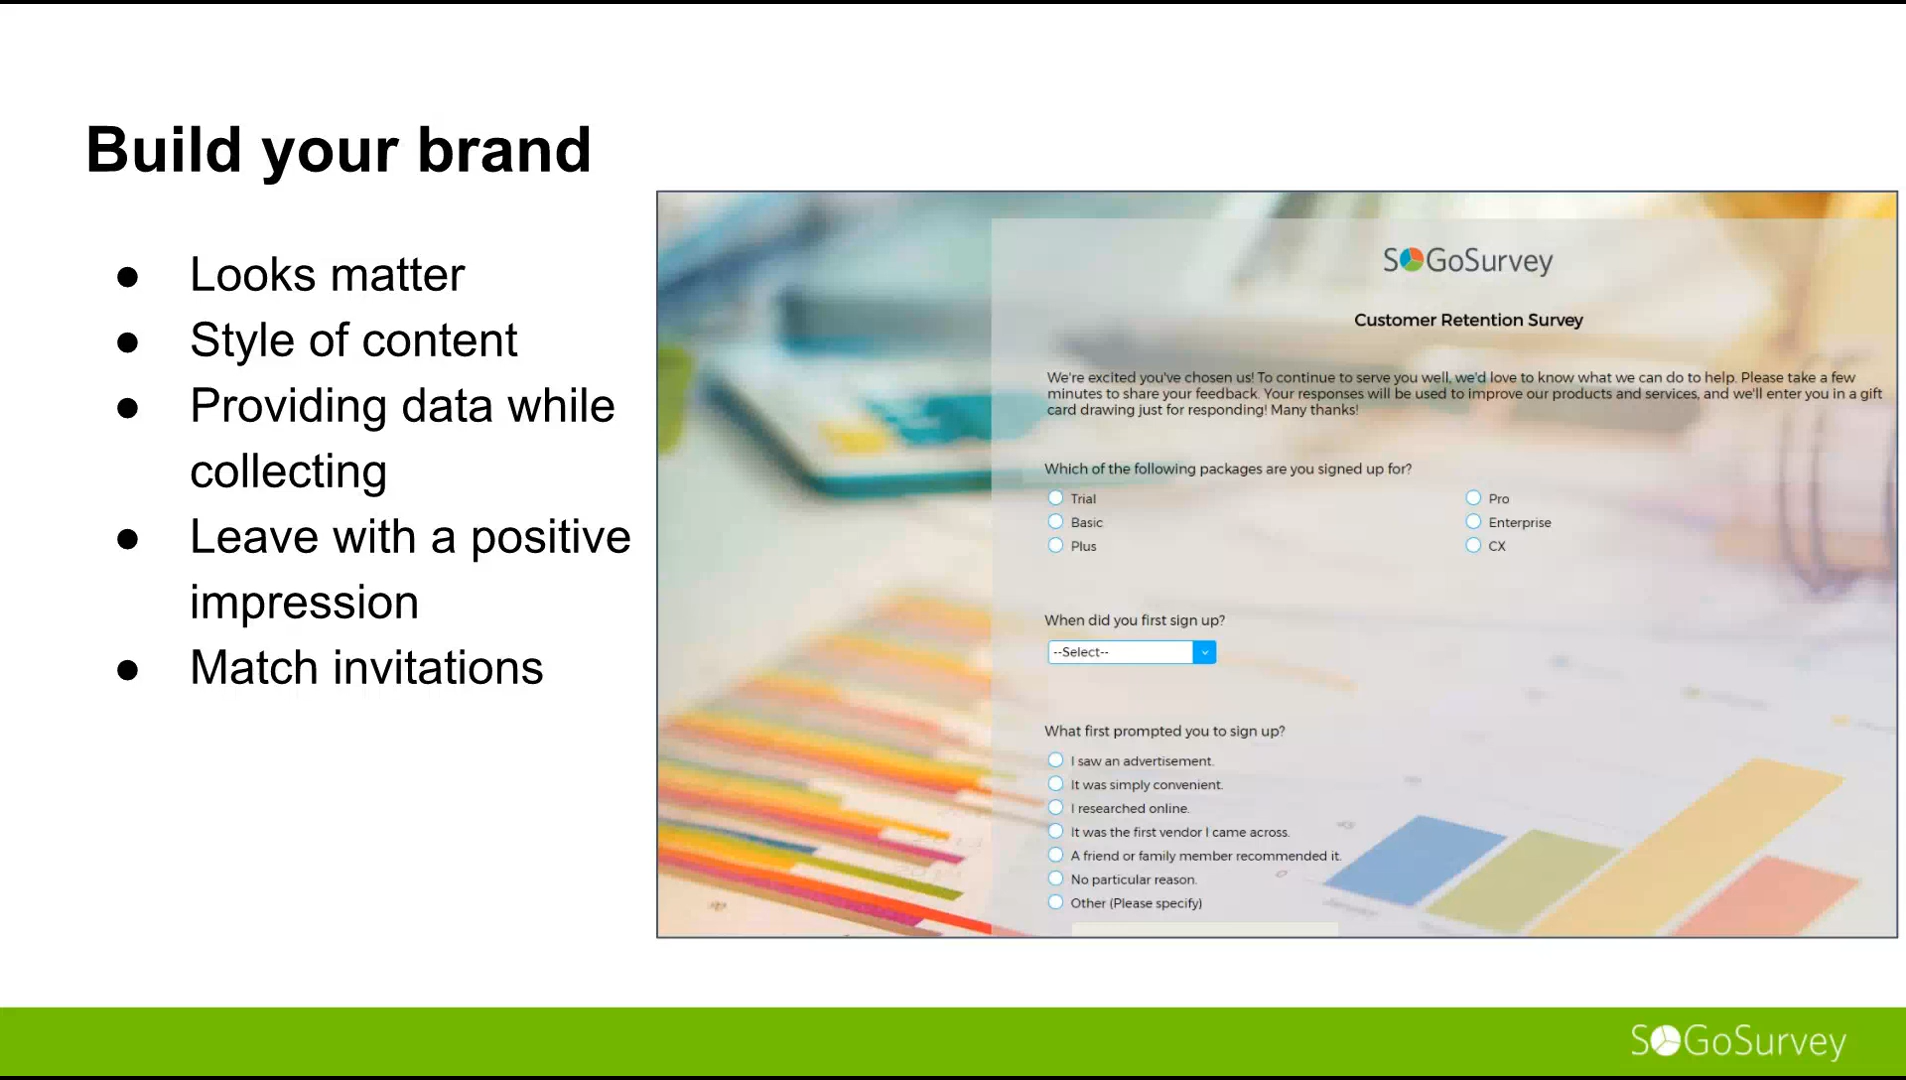 Build your brand
● Looks matter
● Style of content
● Providing data while
collecting
● Leave with a positive
impression
● Match invitations
SoGoSurvey
Customer Retention Survey
We're excited you've chosen us! To continue to serve you well, we'd love to know what we can do to help. Please take a few
minutes to share your feedback. Your responses will be used to improve our products and services, and we'll enter you in a gift
card drawing just for responding! Many thanks!
Which of the following packages are you signed up for?
Trial Pro
Basic Enterprise
Plus CX
When did you first sign up?
--Select--
What first prompted you to sign up?
I saw an advertisement.
It was simply convenient.
I researched online.
It was the first vendor I came across.
A friend or family member recommended it.
No particular reason.
Other (Please specify)
January
SoGoSurvey